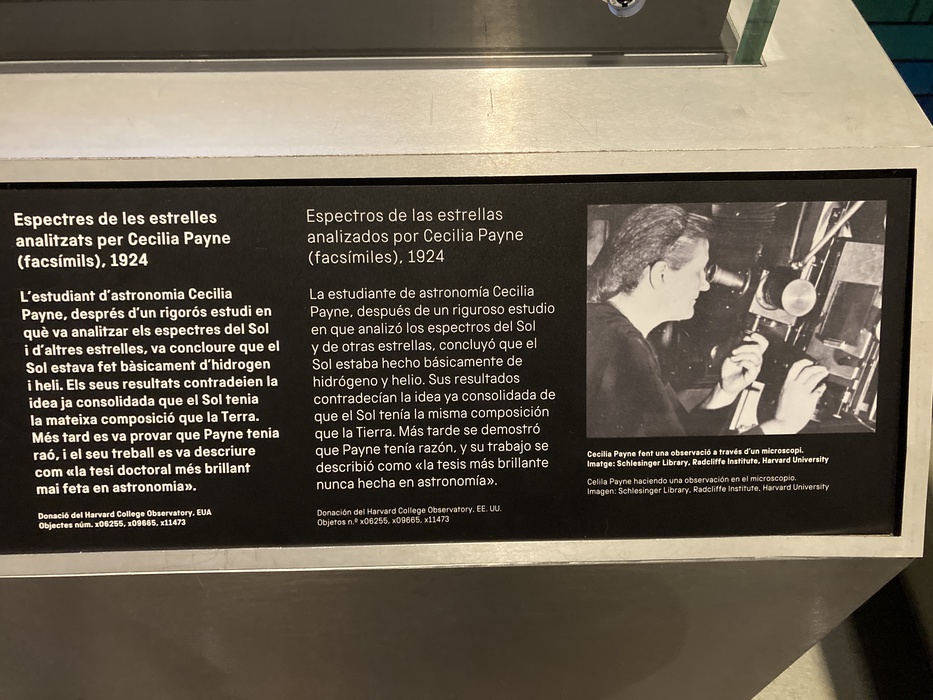 Espectres de les estrelles
analitzats per Cecilia Payne
(facsímils), 1924
L'estudiant d'astronomia Cecilia
Payne, després d'un rigorós estudi en
què va analitzar els espectres del Sol
i d'altres estrelles, va concloure que el
Sol estava fet bàsicament d'hidrogen
i heli. Els seus resultats contradeien la
idea ja consolidada que el Sol tenia
la mateixa composició que la Terra.
Més tard es va provar que Payne tenia
raó, i el seu treball es va descriure
com «la tesi doctoral més brillant
mai feta en astronomia».
Donació del Harvard College Observatory, EUA
Objectes núm. x06255, x09665, x11473
Espectros de las estrellas
analizados por Cecilia Payne
(facsímiles), 1924
La estudiante de astronomía Cecilia
Payne, después de un riguroso estudio
en que analizó los espectros del Sol
y de otras estrellas, concluyó que el
Sol estaba hecho básicamente de
hidrógeno y helio. Sus resultados
contradecían la idea ya consolidada de
que el Sol tenía la misma composición
que la Tierra. Más tarde se demostró
que Payne tenía razón, y su trabajo se
describió como «la tesis más brillante
nunca hecha en astronomía».
Donación del Harvard College Observatory, EE. UU.
Objetos n.º x06255, x09665, x11473
Cecilia Payne fent una observació a través d'un microscopi.
Imatge: Schlesinger Library, Radcliffe Institute, Harvard University
Celila Payne haciendo una observación en el microscopio.
Imagen: Schlesinger Library, Radcliffe Institute, Harvard University